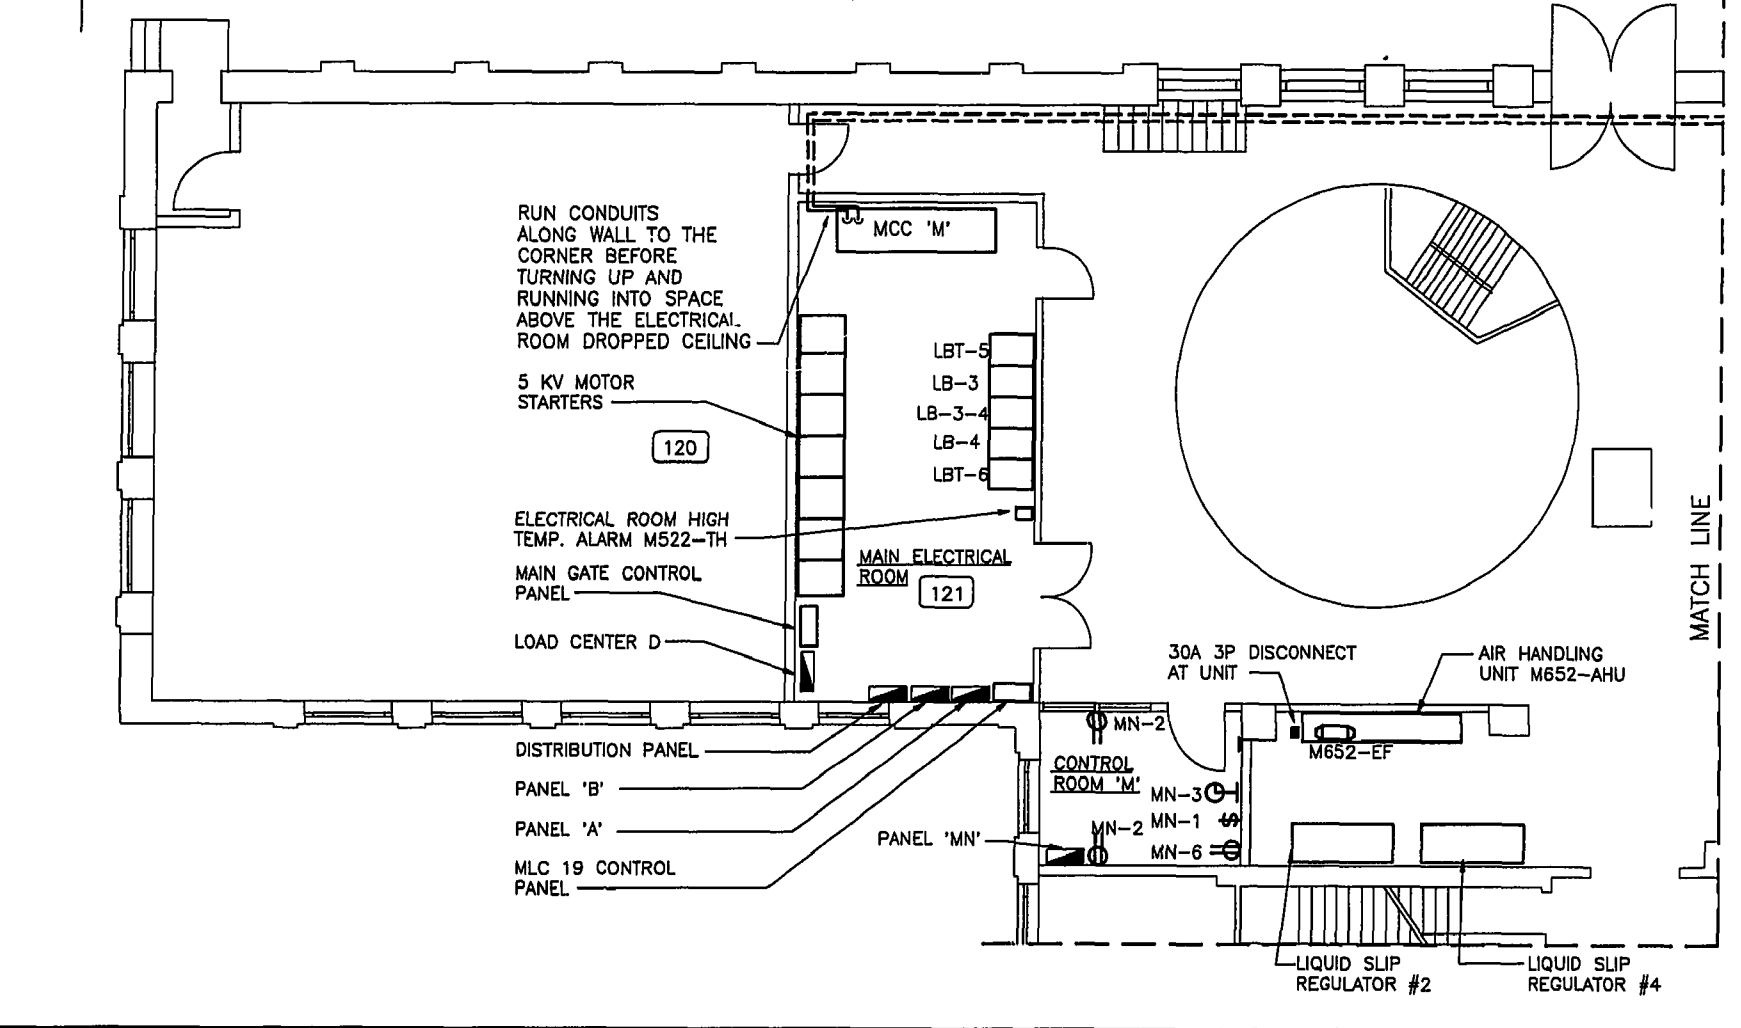 RUN CONDUITS
ALONG WALL TO THE
CORNER BEFORE
TURNING UP AND
RUNNING INTO SPACE
ABOVE THE ELECTRICAL
ROOM DROPPED CEILING
MCC 'M'
5 KV MOTOR
STARTERS
120
LBT-5
LB-3
LB-3-4
LB-4
LBT-6
ELECTRICAL ROOM HIGH
TEMP. ALARM M522-TH
MAIN ELECTRICAL
ROOM
121
MAIN GATE CONTROL
PANEL
LOAD CENTER D
MATCH LINE
30A 3P DISCONNECT
AT UNIT
AIR HANDLING
UNIT M652-AHU
DISTRIBUTION PANEL
PANEL 'B'
PANEL 'A'
MLC 19 CONTROL
PANEL
MN-2
CONTROL
ROOM 'M'
M652-EF
MN-3
MN-1
MN-2
MN-6
$
PANEL 'MN'
LIQUID SLIP
REGULATOR #2
LIQUID SLIP
REGULATOR #4